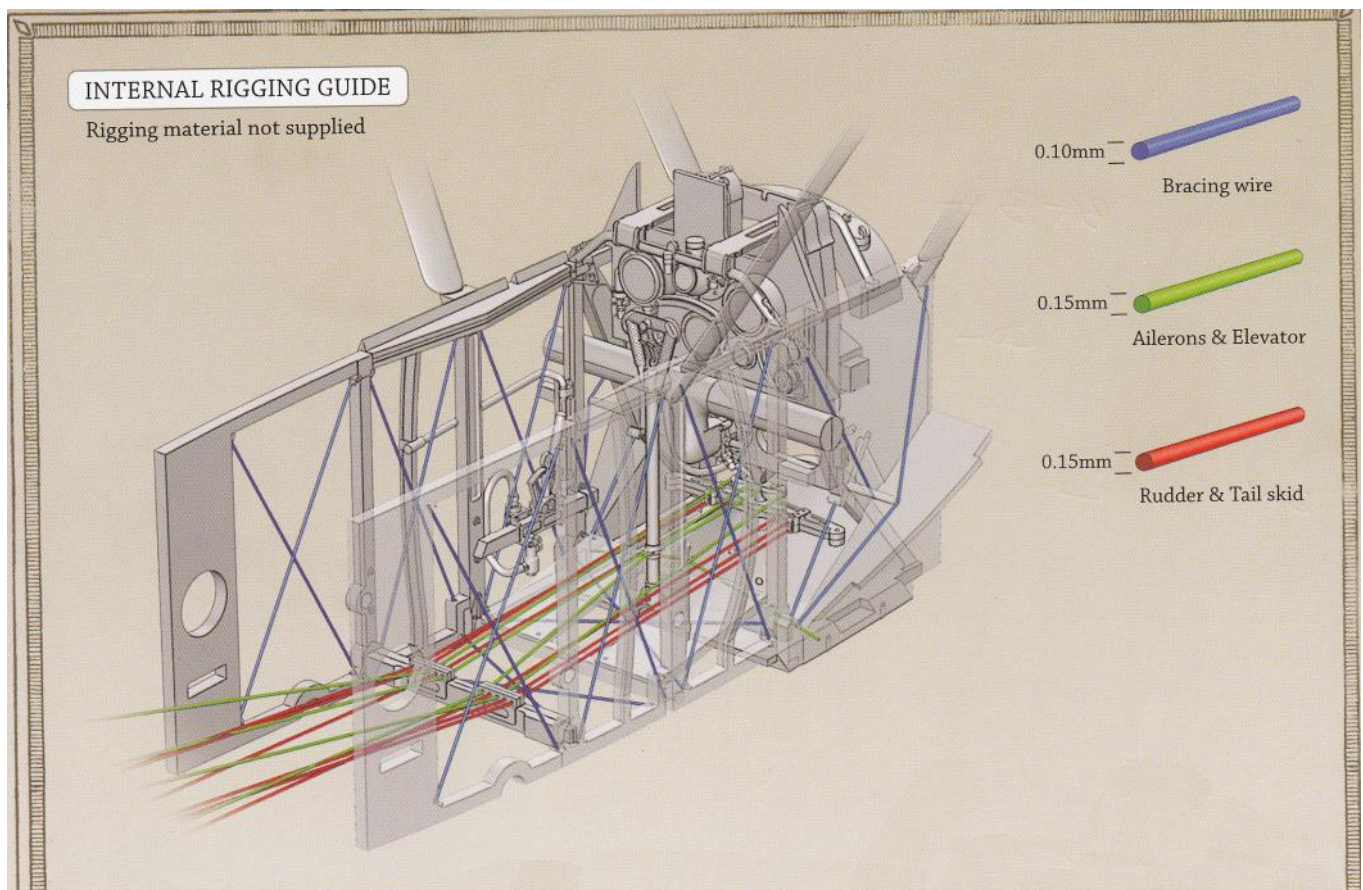 INTERNAL RIGGING GUIDE
Rigging material not supplied
0.10mm
Bracing wire
0.15mm
Ailerons & Elevator
0.15mm
Rudder & Tail skid